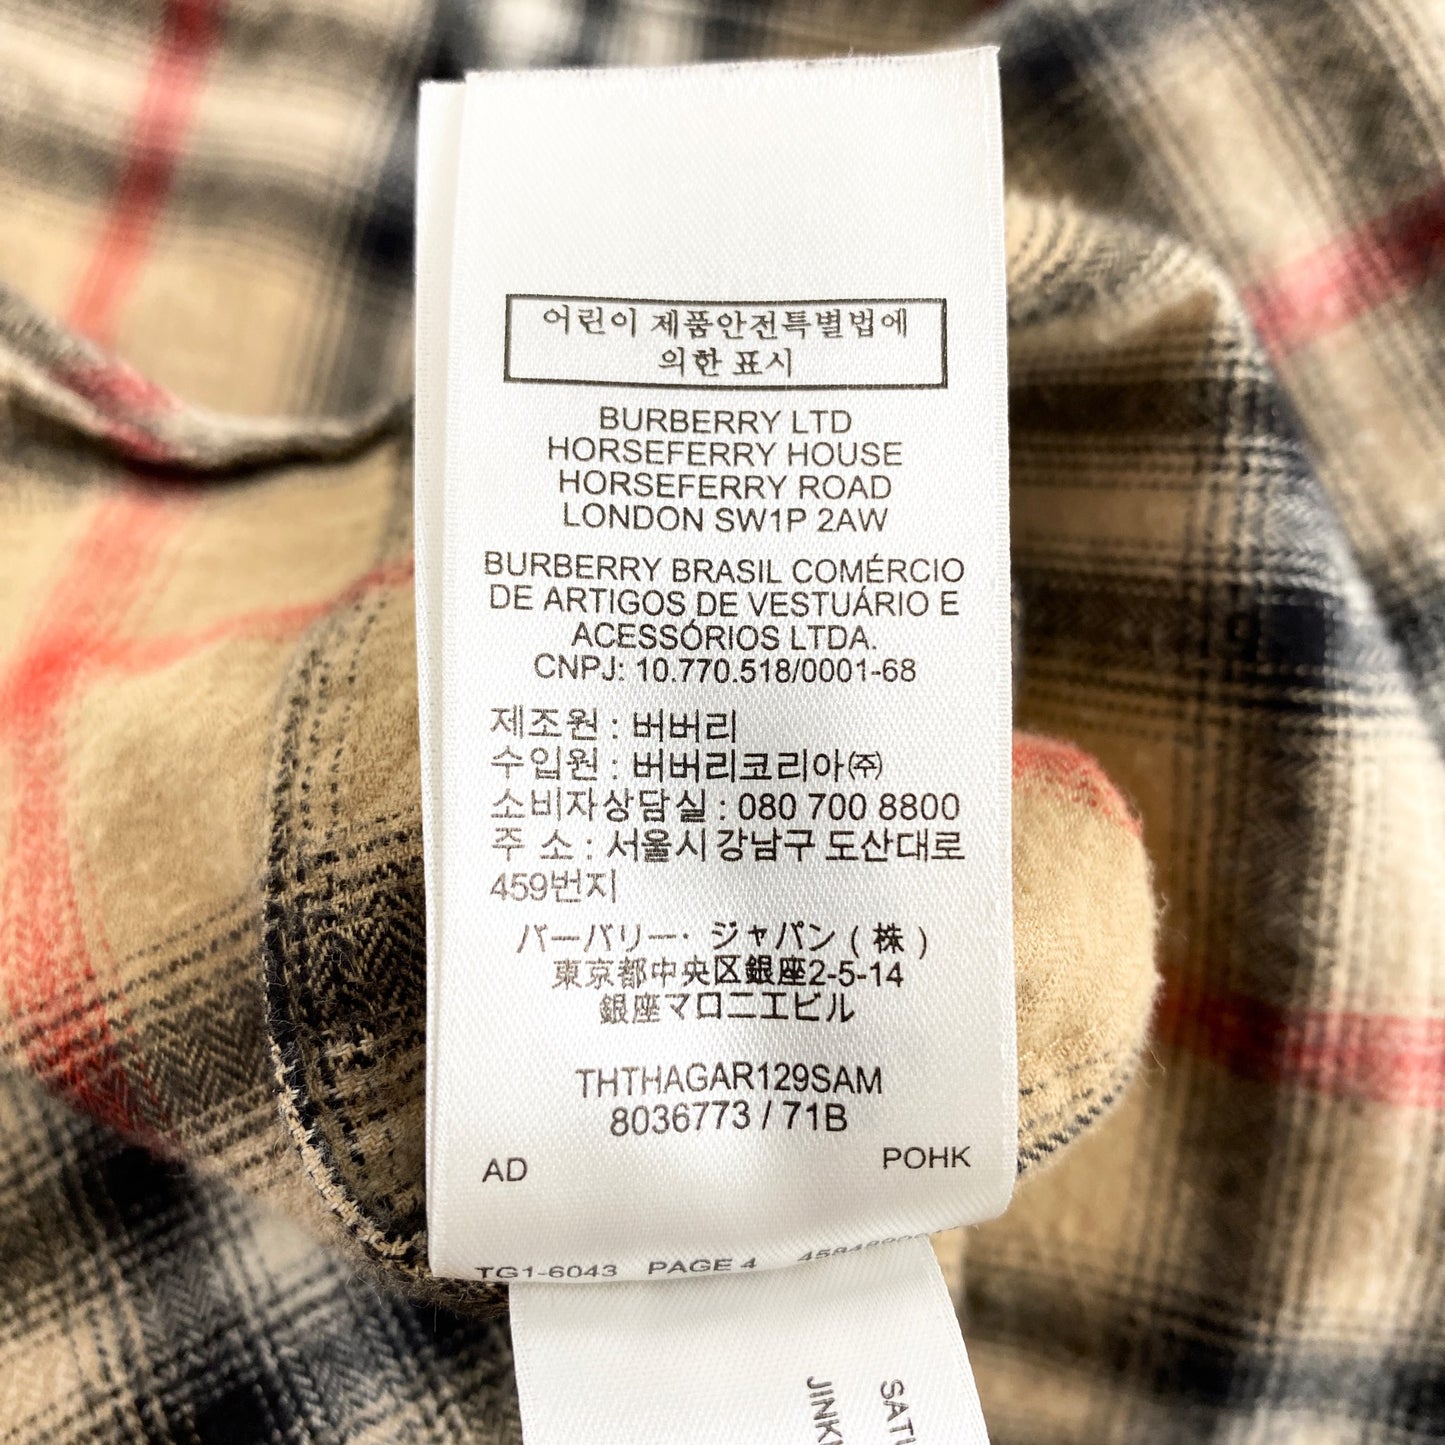 어린이 제품안전특별법에
의한 표시
BURBERRY LTD
HORSEFERRY HOUSE
HORSEFERRY ROAD
LONDON SW1P 2AW
BURBERRY BRASIL COMÉRCIO
DE ARTIGOS DE VESTUÁRIO E
ACESSÓRIOS LTDA.
CNPJ: 10.770.518/0001-68
제조원 : 버버리
수입원 : 버버리코리아㈜
소비자상담실 : 080 700 8800
주 소 : 서울시 강남구 도산대로
459번지
バーバリー・ジャパン ( 株 )
東京都中央区銀座2-5-14
銀座マロニエビル
THTHAGAR129SAM
8036773 / 71B
AD POHK
TG1-6043 PAGE 4